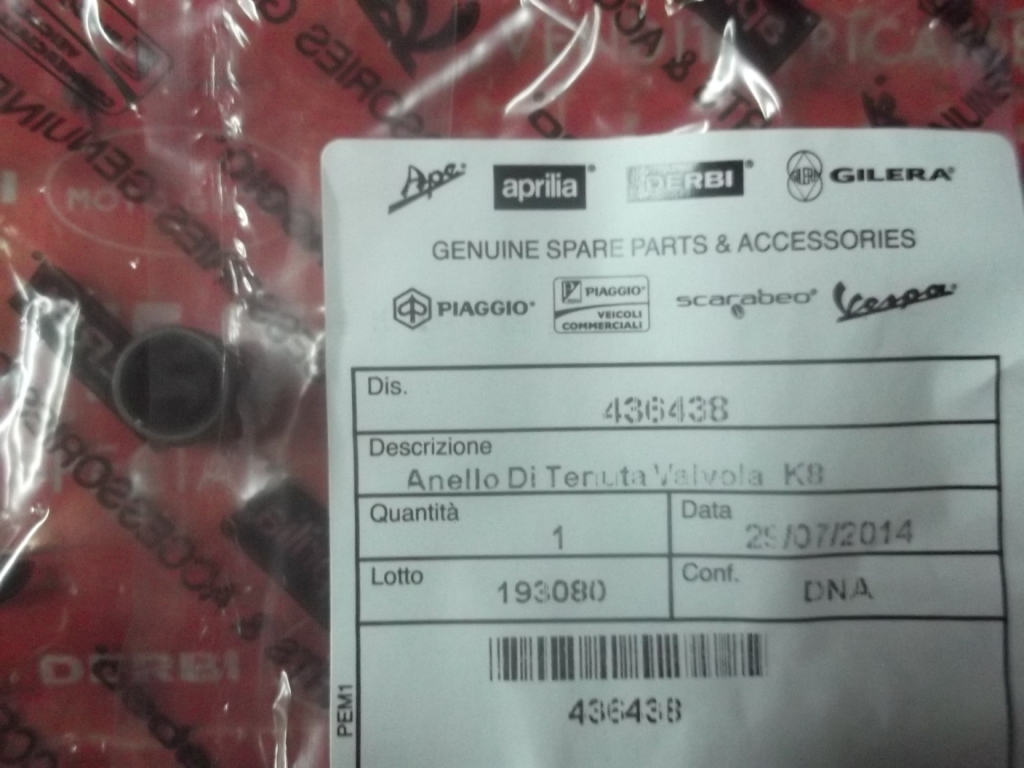 Ape
aprilia
DERBI
GILERA
GENUINE SPARE PARTS & ACCESSORIES
PIAGGIO
PIAGGIO
VEICOLI
COMMERCIALI
scarabeo
Vespa
Dis.
436438
Descrizione
Anello Di Tenuta Valvola K8
Quantità
1
Data
29/07/2014
Lotto
193080
Conf.
DNA
436438
PEM1
DERBI